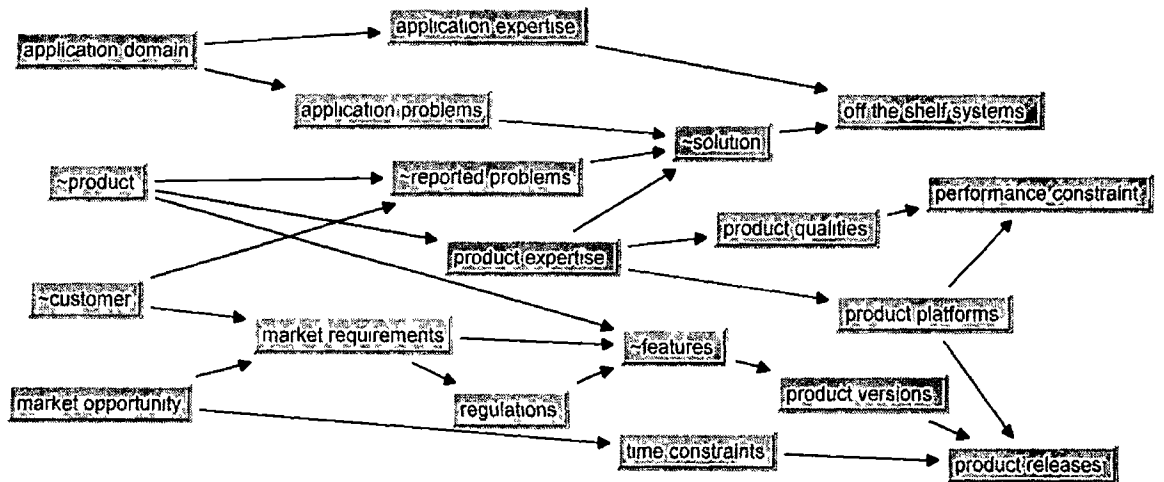 application expertise
application domain
application problems
off the shelf systems
~solution
~product
~reported problems
performance constraint
product qualities
product expertise
~customer
product platforms
market requirements
~features
market opportunity
regulations
product versions
time constraints
product releases